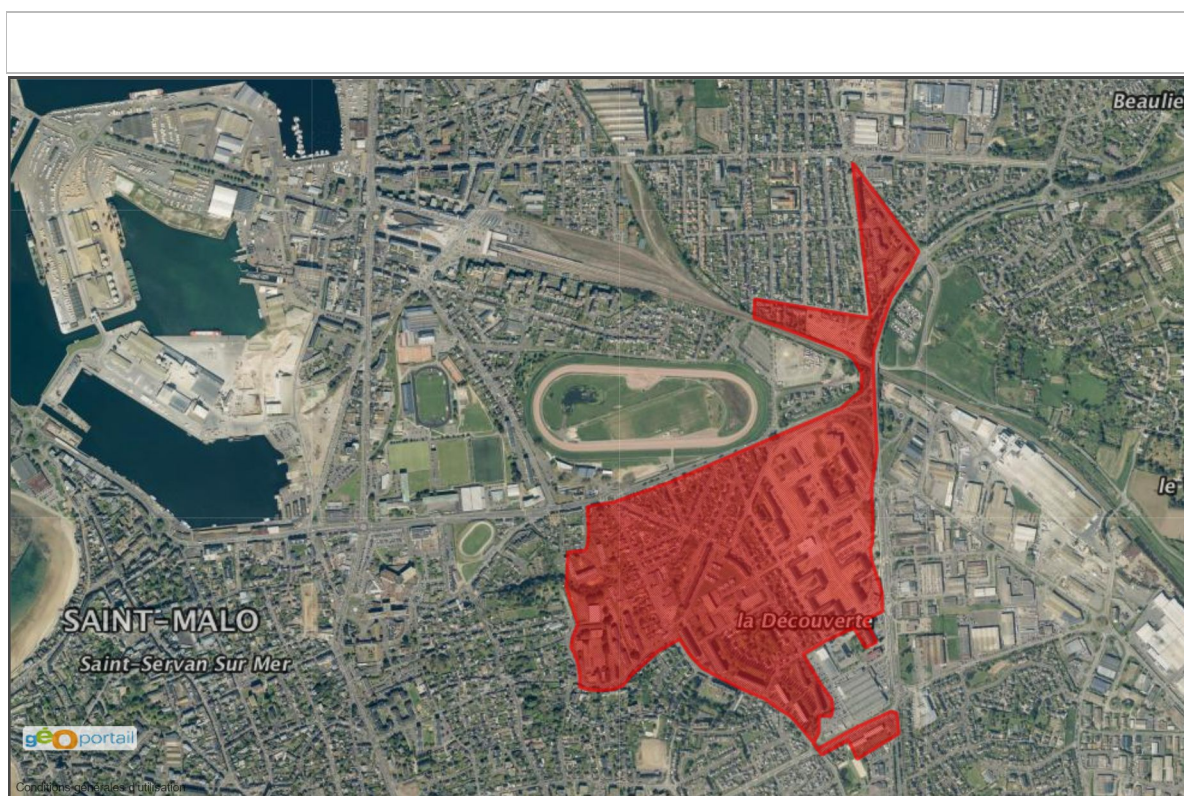 Beaulie
le
SAINT-MALO
la Découverte
Saint-Servan Sur Mer
géoportail
Conditions générales d'utilisation